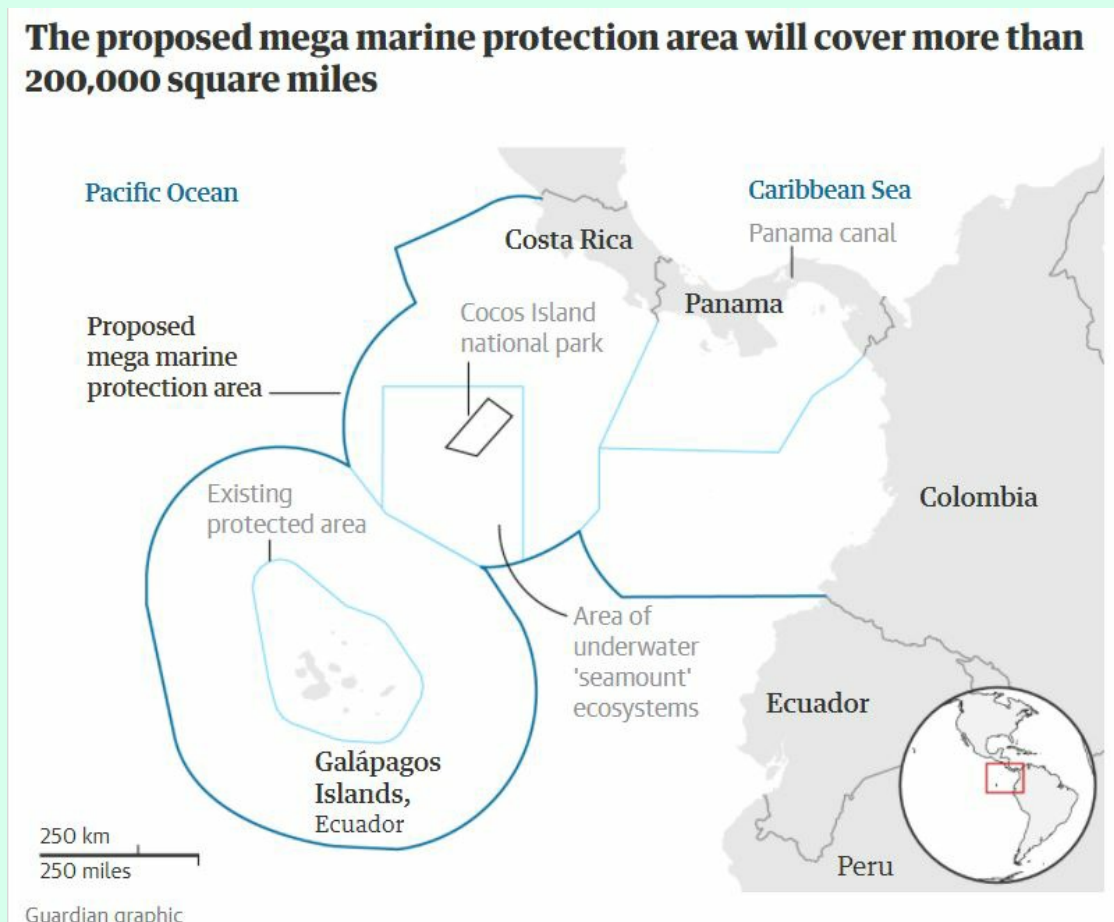 The proposed mega marine protection area will cover more than
200,000 square miles
Pacific Ocean
Caribbean Sea
Panama canal
Costa Rica
Panama
Cocos Island
national park
Proposed
mega marine
protection area
Existing
protected area
Colombia
Area of
underwater
'seamount'
ecosystems
Ecuador
Galápagos
Islands,
Ecuador
250 km
250 miles
Peru
Guardian graphic